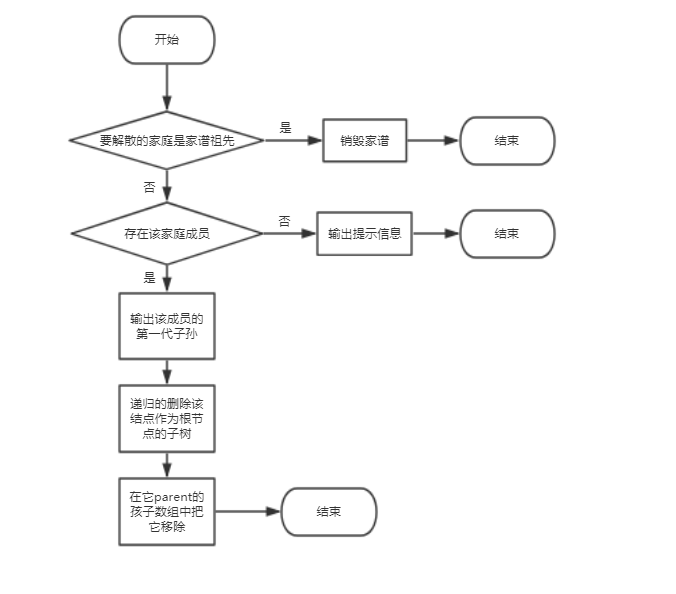 开始
要解散的家庭是家谱祖先
是
销毁家谱
结束
否
存在该家庭成员
否
输出提示信息
结束
是
输出该成员的
第一代子孙
递归的删除该
结点作为根节
点的子树
在它parent的
孩子数组中把
它移除
结束